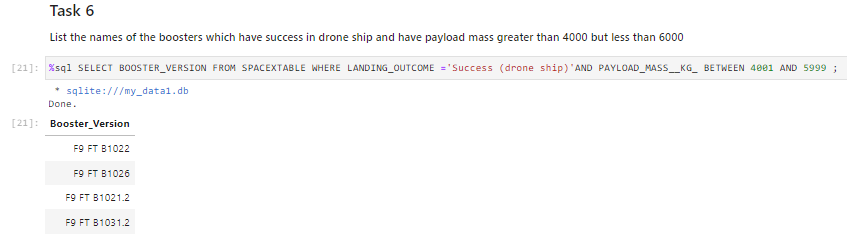 Task 6
List the names of the boosters which have success in drone ship and have payload mass greater than 4000 but less than 6000
[21]: %sql SELECT BOOSTER_VERSION FROM SPACEXTABLE WHERE LANDING_OUTCOME ='Success (drone ship)'AND PAYLOAD_MASS__KG_ BETWEEN 4001 AND 5999 ;
* sqlite:///my_data1.db
Done.
[21]: Booster_Version
F9 FT B1022
F9 FT B1026
F9 FT B1021.2
F9 FT B1031.2